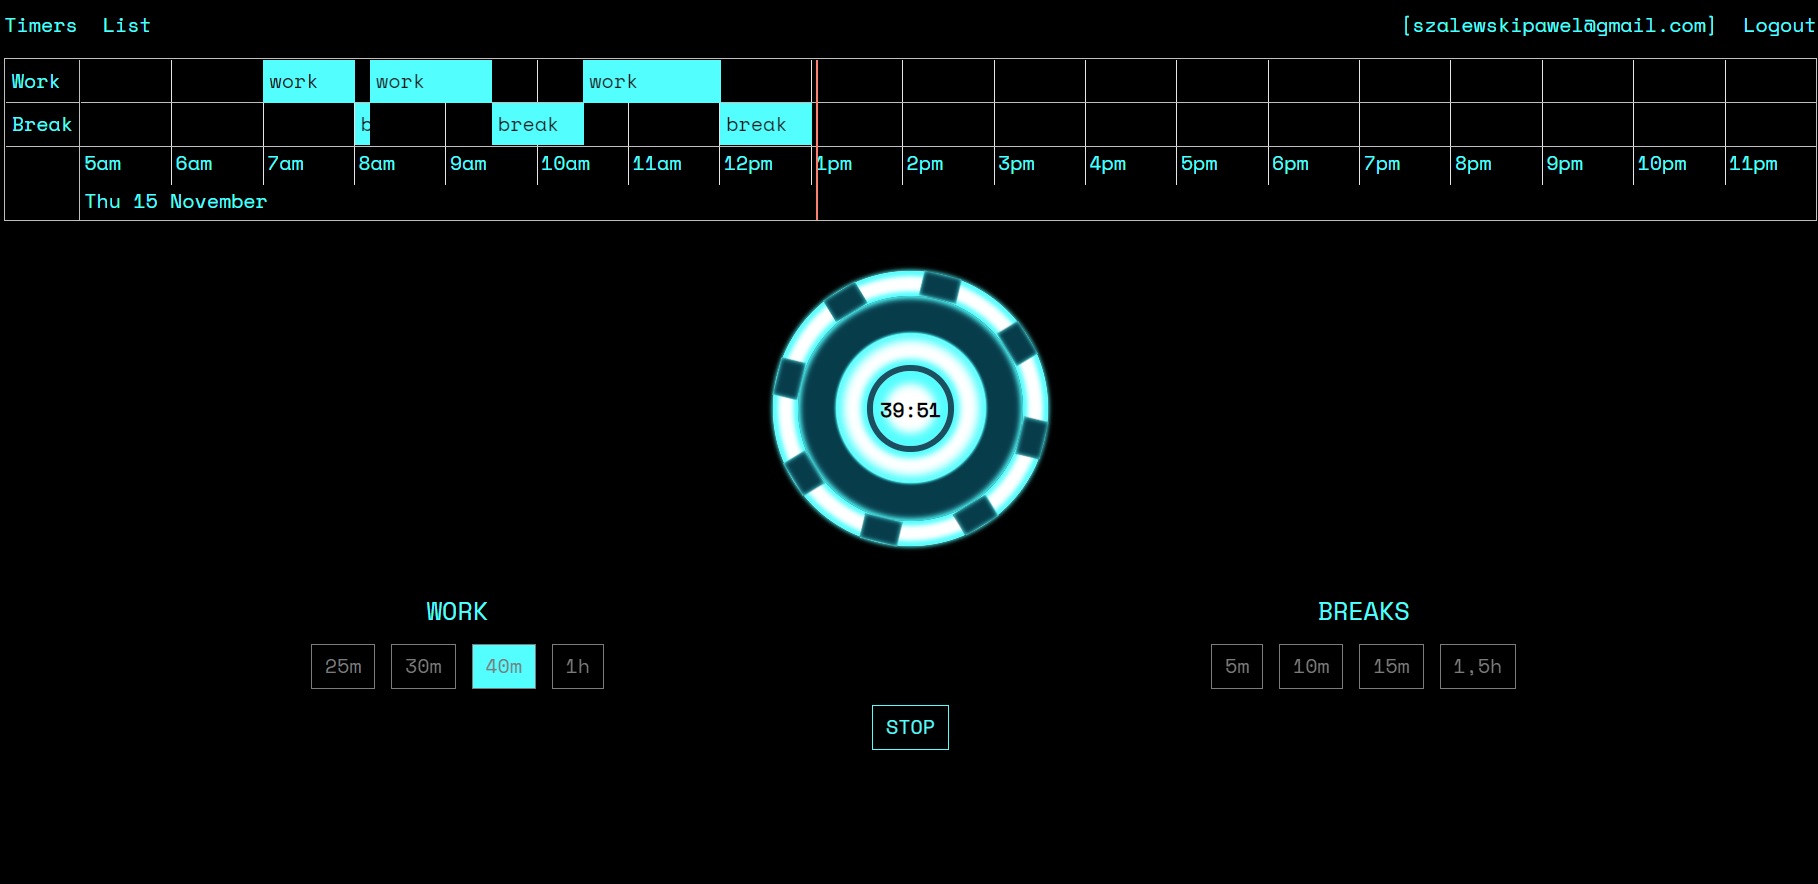 Timers List [szalewskipawel@gmail.com] Logout
Work work work work
Break b break break
5am 6am 7am 8am 9am 10am 11am 12pm 1pm 2pm 3pm 4pm 5pm 6pm 7pm 8pm 9pm 10pm 11pm
Thu 15 November
39:51
WORK BREAKS
25m 30m 40m 1h 5m 10m 15m 1,5h
STOP